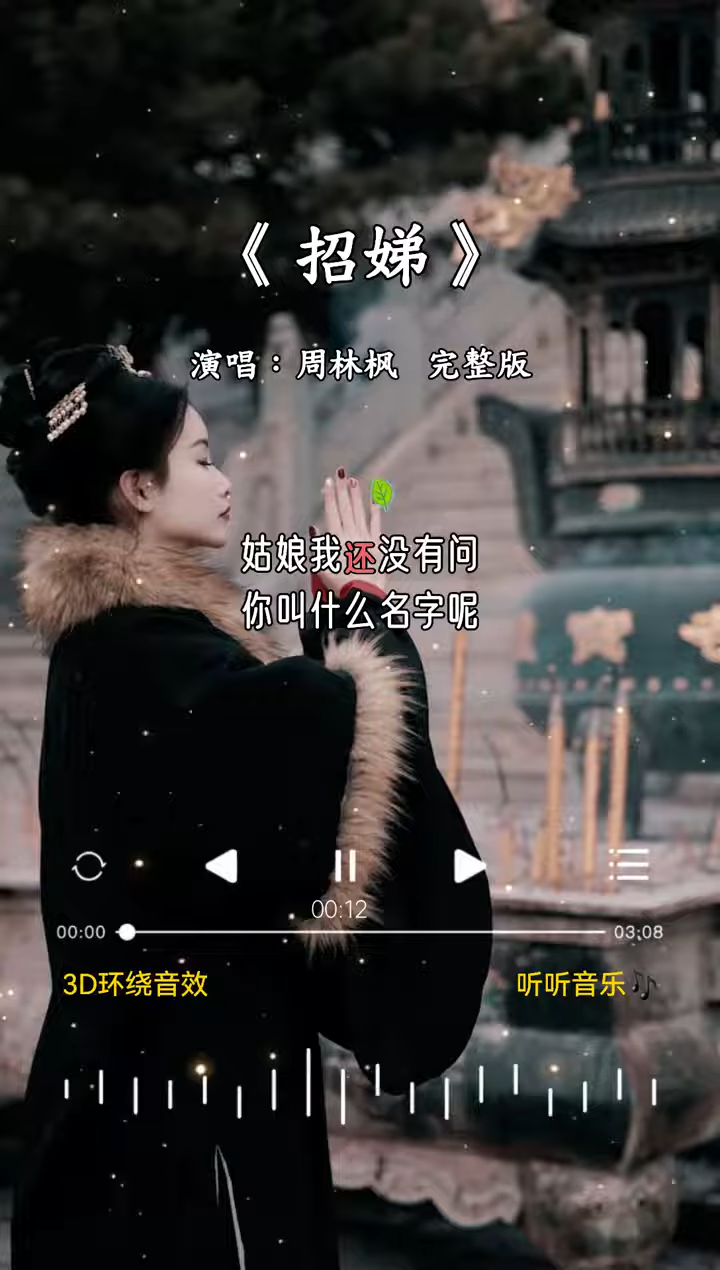 《招娣》
演唱：周林枫 完整版
姑娘我还没有问
你叫什么名字呢
00:12
00:00 03:08
3D环绕音效 听听音乐